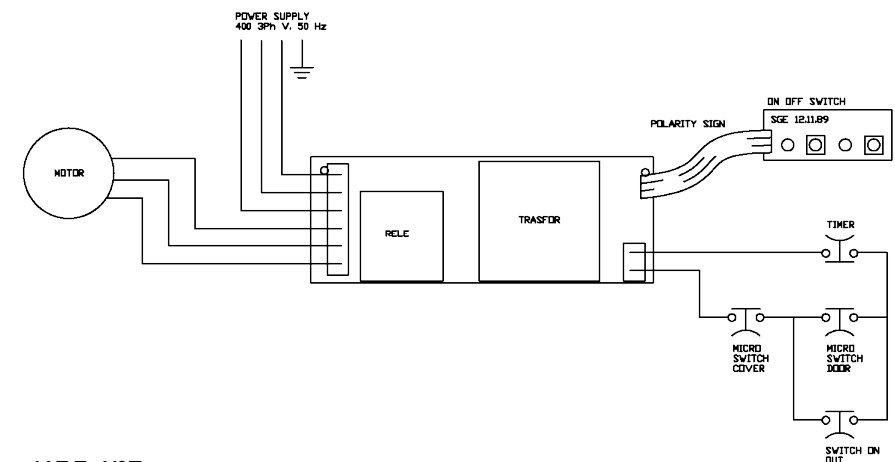 POWER SUPPLY
400 3Ph V. 50 Hz
ON OFF SWITCH
SGE 12.11.89
POLARITY SIGN
MOTOR
RELE
TRASFOR
TIMER
MICRO
SWITCH
COVER
MICRO
SWITCH
DOOR
SWITCH ON
OUT